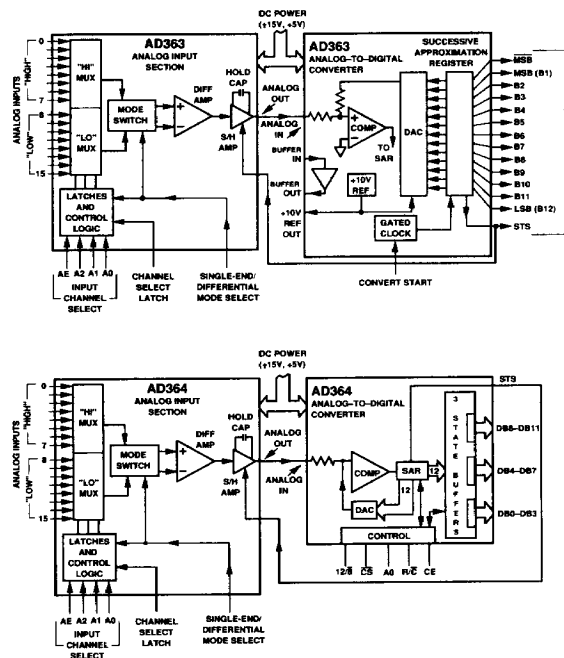 DC POWER
(±15V, +5V)
AD363
ANALOG INPUT
SECTION
ANALOG INPUTS
"HIGH"
"LOW"
0
7
8
15
"HI"
MUX
"LO"
MUX
MODE
SWITCH
DIFF
AMP
HOLD
CAP
S/H
AMP
ANALOG
OUT
ANALOG
IN
LATCHES
AND
CONTROL
LOGIC
AE A2 A1 A0
INPUT
CHANNEL
SELECT
CHANNEL
SELECT
LATCH
SINGLE-END/
DIFFERENTIAL
MODE SELECT
AD363
ANALOG-TO-DIGITAL
CONVERTER
SUCCESSIVE
APPROXIMATION
REGISTER
COMP
TO
SAR
DAC
BUFFER
IN
BUFFER
OUT
+10V
REF
+10V
REF
OUT
GATED
CLOCK
CONVERT START
MSB
MSB (B1)
B2
B3
B4
B5
B6
B7
B8
B9
B10
B11
LSB (B12)
STS
DC POWER
(±15V, +5V)
AD364
ANALOG INPUT
SECTION
ANALOG INPUTS
"HIGH"
"LOW"
0
7
8
15
"HI"
MUX
"LO"
MUX
MODE
SWITCH
DIFF
AMP
HOLD
CAP
S/H
AMP
ANALOG
OUT
ANALOG
IN
LATCHES
AND
CONTROL
LOGIC
AE A2 A1 A0
INPUT
CHANNEL
SELECT
CHANNEL
SELECT
LATCH
SINGLE-END/
DIFFERENTIAL
MODE SELECT
AD364
ANALOG-TO-DIGITAL
CONVERTER
STS
COMP
SAR
12
12
DAC
CONTROL
3 STATE BUFFERS
DB8-DB11
DB4-DB7
DB0-DB3
12/8 CS A0 R/C CE